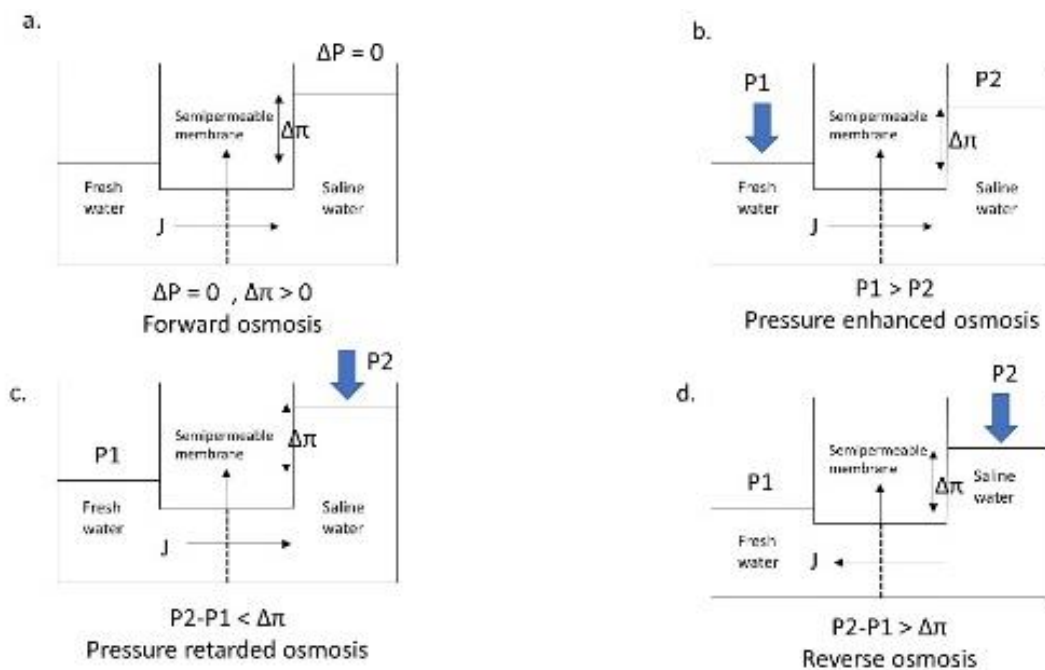 a.
ΔP = 0
Semipermeable
membrane
Δπ
Fresh
water
Saline
water
J
ΔP = 0 , Δπ > 0
Forward osmosis
b.
P1
P2
Semipermeable
membrane
Δπ
Fresh
water
Saline
water
J
P1 > P2
Pressure enhanced osmosis
c.
P2
P1
Semipermeable
membrane
Δπ
Fresh
water
Saline
water
J
P2-P1 < Δπ
Pressure retarded osmosis
d.
P2
P1
Semipermeable
membrane
Δπ
Saline
water
Fresh
water
J
P2-P1 > Δπ
Reverse osmosis